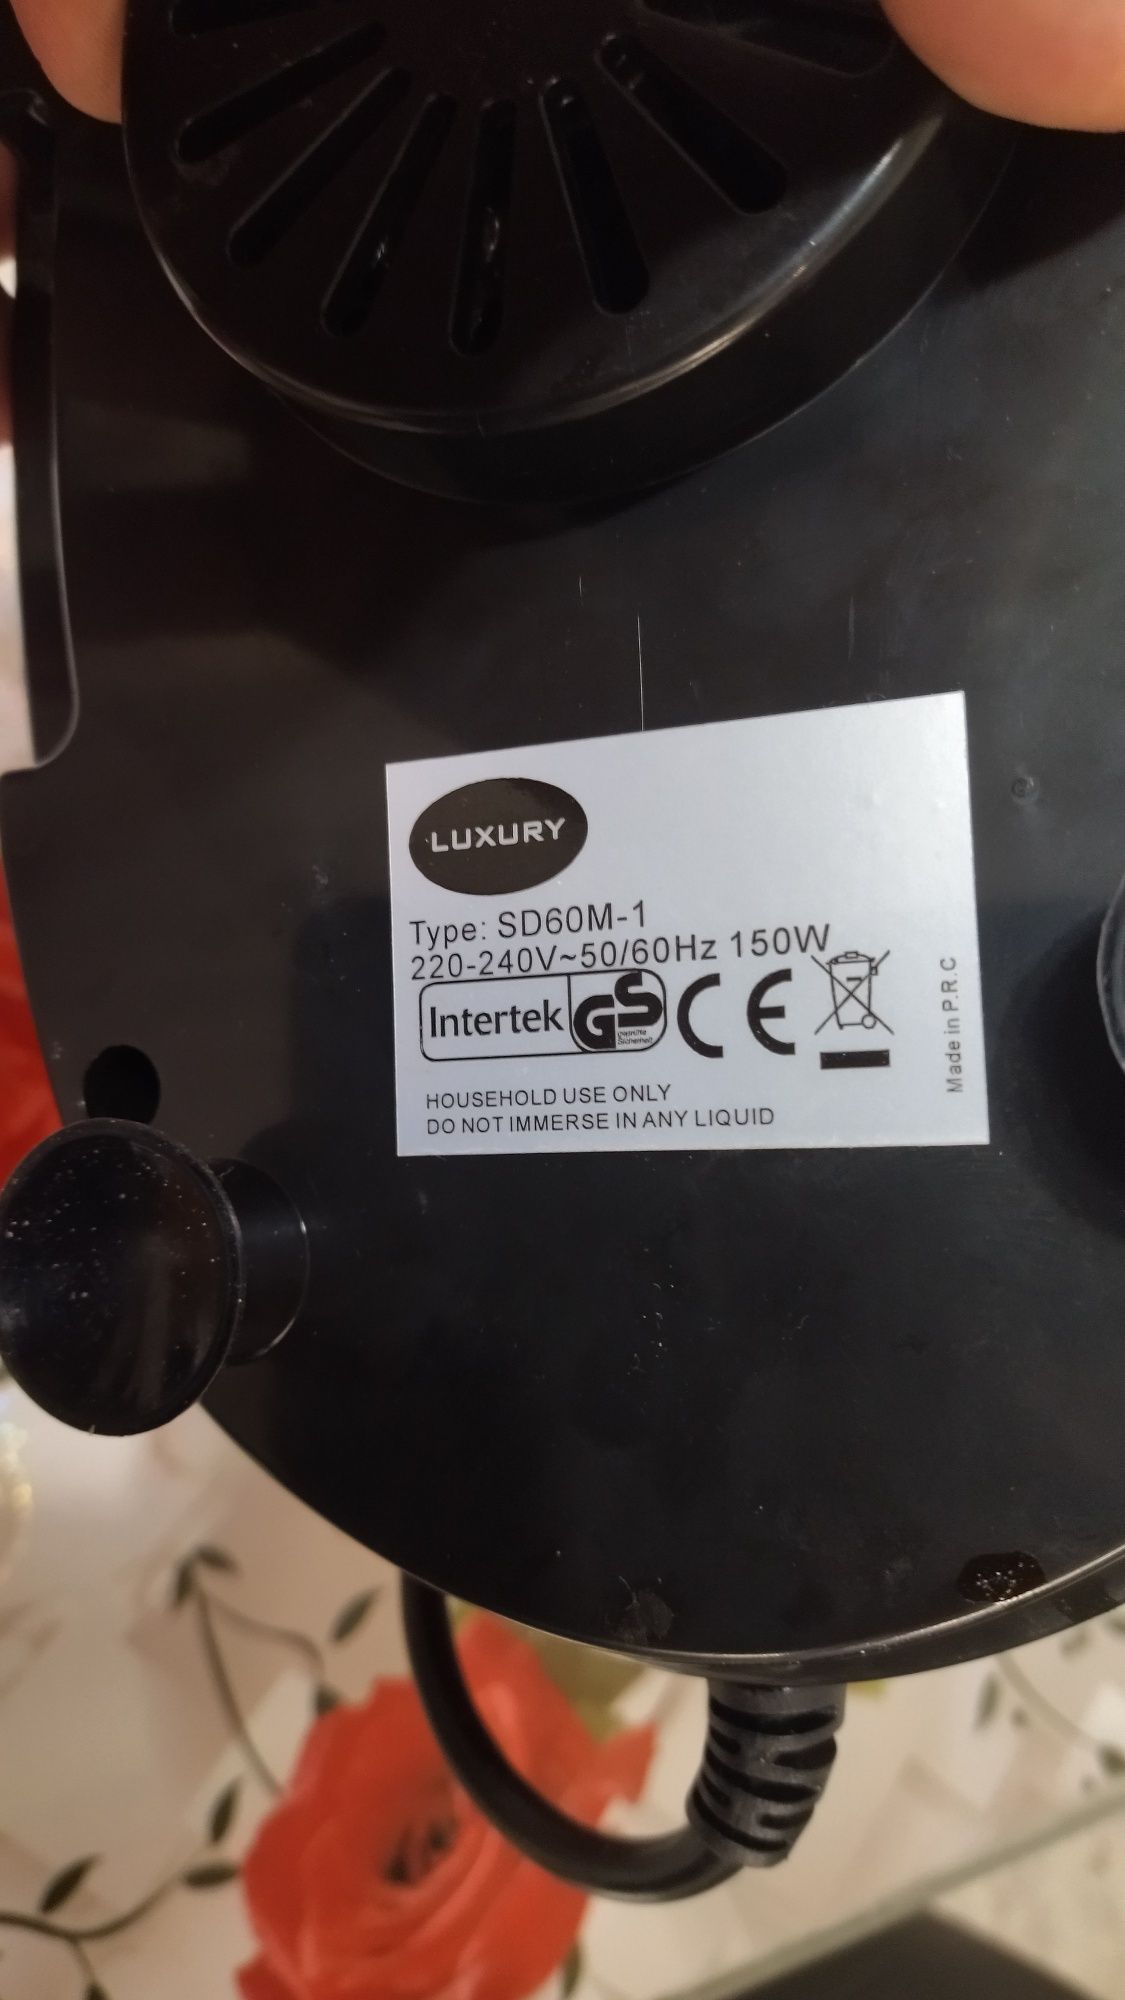 LUXURY
Type: SD60M-1
220-240V~50/60Hz 150W
Intertek GS
geprüfte
Sicherheit
CE
HOUSEHOLD USE ONLY
DO NOT IMMERSE IN ANY LIQUID
Made in P.R.C